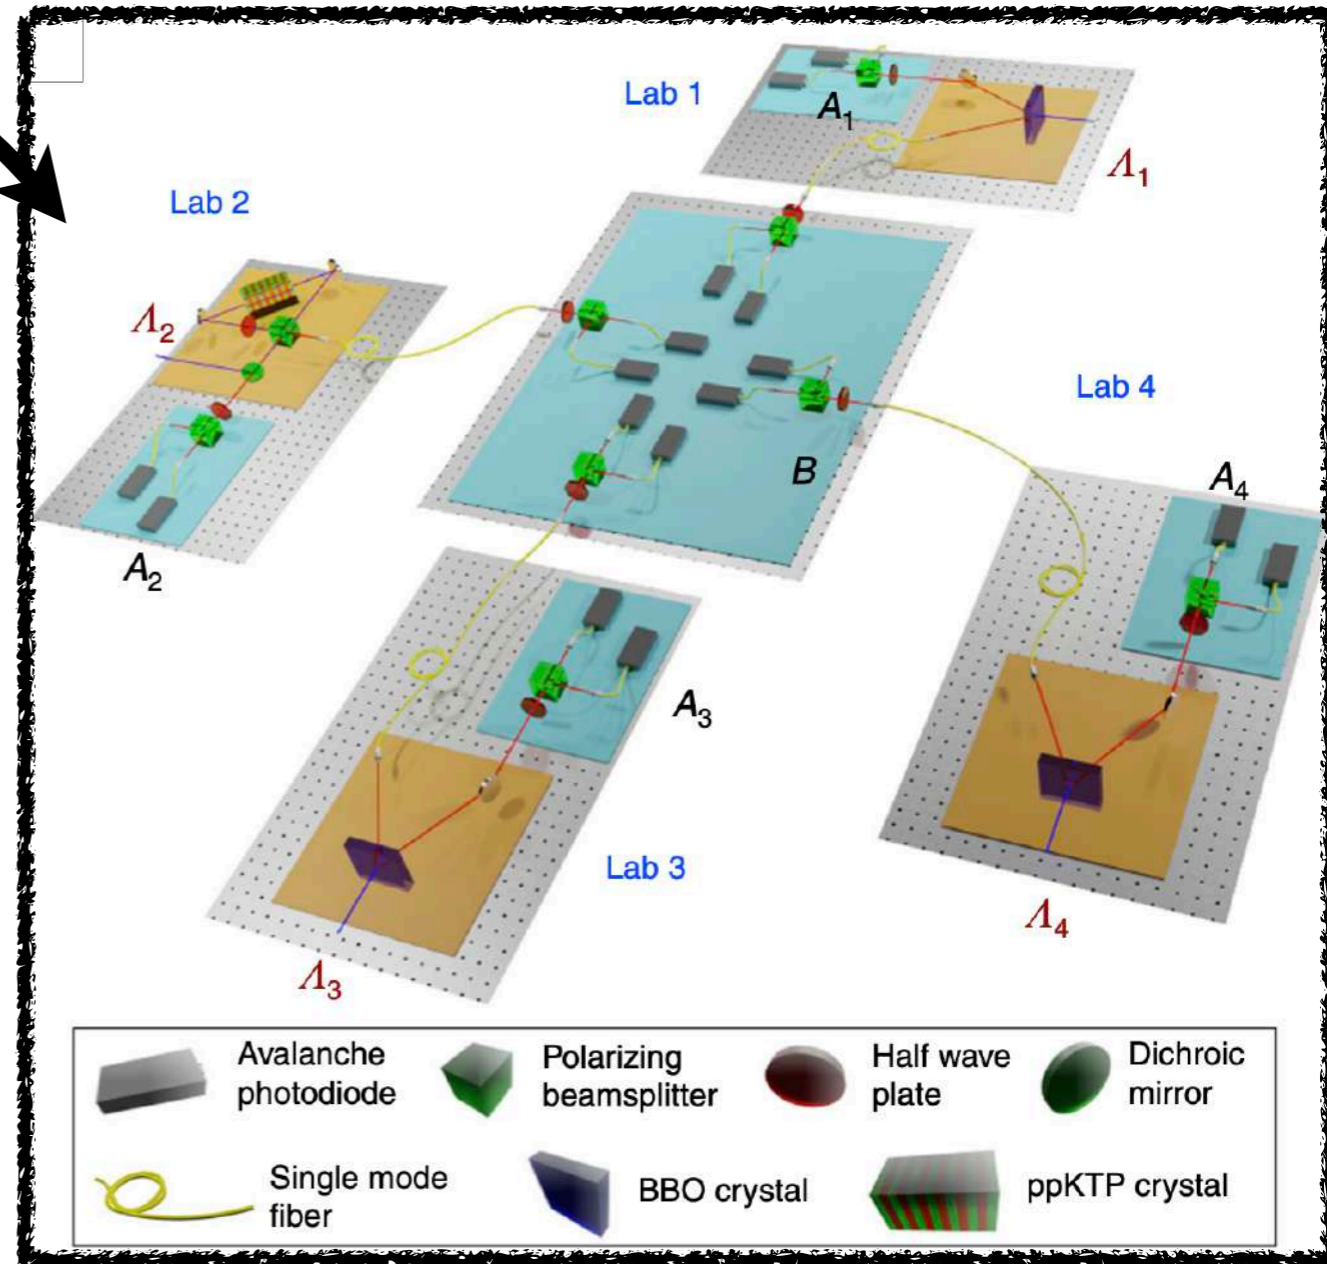 Lab 1
A1
Λ1
Lab 2
Λ2
Lab 4
B
A4
A2
A3
Lab 3
Λ4
Λ3
Avalanche
photodiode
Polarizing
beamsplitter
Half wave
plate
Dichroic
mirror
Single mode
fiber
BBO crystal
ppKTP crystal